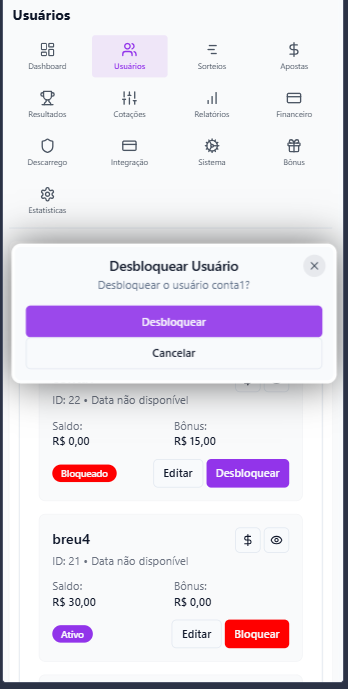 Usuários
Dashboard
Usuários
Sorteios
Apostas
Resultados
Cotações
Relatórios
Financeiro
Descarrego
Integração
Sistema
Bônus
Estatísticas
Desbloquear Usuário
Desbloquear o usuário conta1?
Desbloquear
Cancelar
ID: 22 • Data não disponível
Saldo:
Bônus:
R$ 0,00
R$ 15,00
Bloqueado
Editar
Desbloquear
breu4
ID: 21 • Data não disponível
Saldo:
Bônus:
R$ 30,00
R$ 0,00
Ativo
Editar
Bloquear